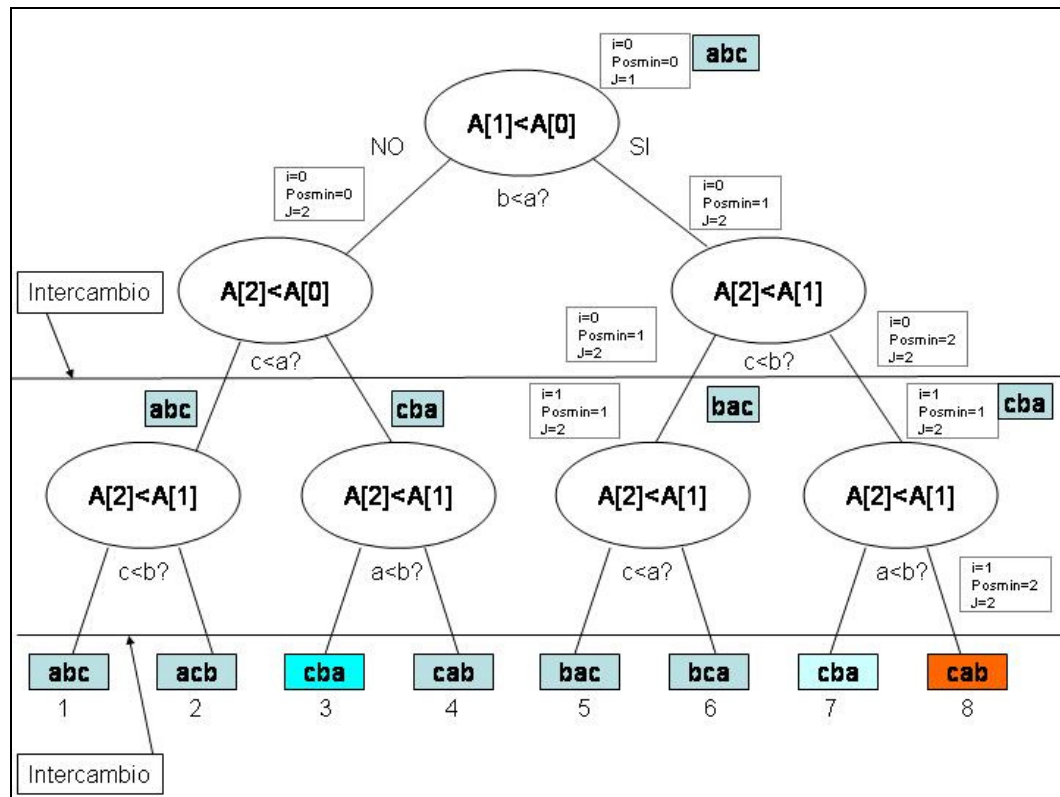 i=0
Posmin=0
J=1
abc
A[1]<A[0]
NO
SI
b<a?
i=0
Posmin=0
J=2
i=0
Posmin=1
J=2
A[2]<A[0]
A[2]<A[1]
Intercambio
c<a?
c<b?
i=0
Posmin=1
J=2
i=0
Posmin=2
J=2
abc
cba
i=1
Posmin=1
J=2
bac
i=1
Posmin=1
J=2
cba
A[2]<A[1]
A[2]<A[1]
A[2]<A[1]
A[2]<A[1]
c<b?
a<b?
c<a?
a<b?
i=1
Posmin=2
J=2
abc
acb
cba
cab
bac
bca
cba
cab
1
2
3
4
5
6
7
8
Intercambio